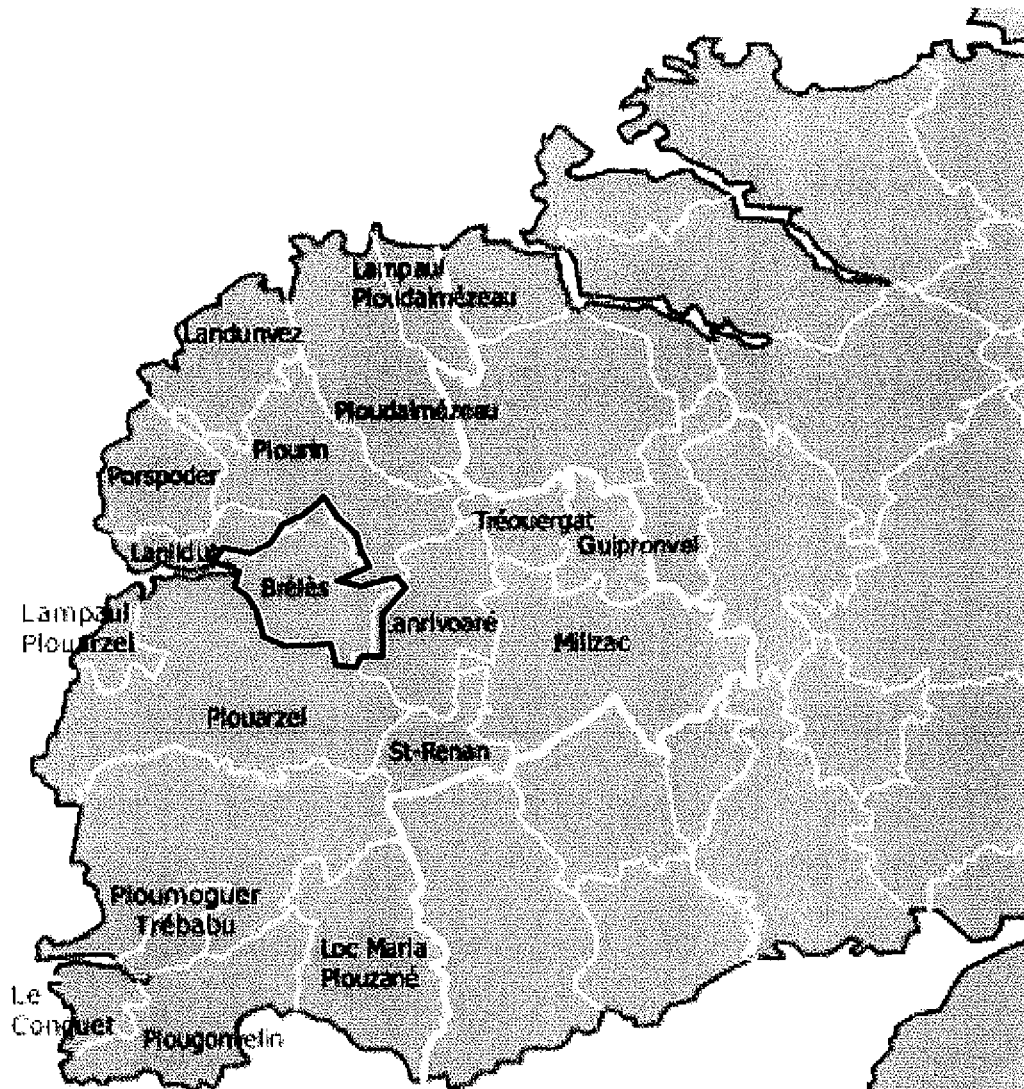 Lampaul
Ploudalmézeau
Landunvez
Ploudalmézeau
Plourin
Porspoder
Tréouergat
Lanildut
Guipronvel
Brélès
Lampaul
Plouarzel
Lanrivoaré
Milizac
Plouarzel
St-Renan
Ploumoguer
Trébabu
Loc Maria
Plouzané
Le
Conquet
Plougonvelin